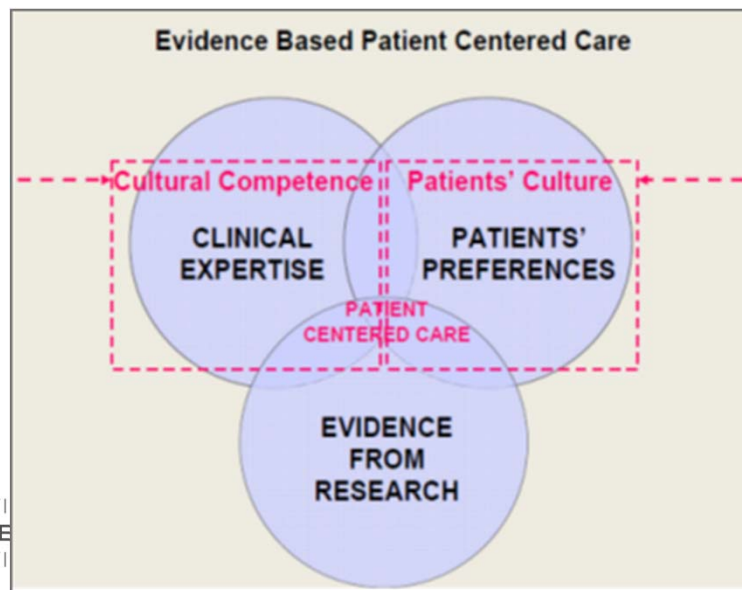 Evidence Based Patient Centered Care
Cultural Competence
Patients' Culture
CLINICAL
EXPERTISE
PATIENTS'
PREFERENCES
PATIENT
CENTERED CARE
EVIDENCE
FROM
RESEARCH